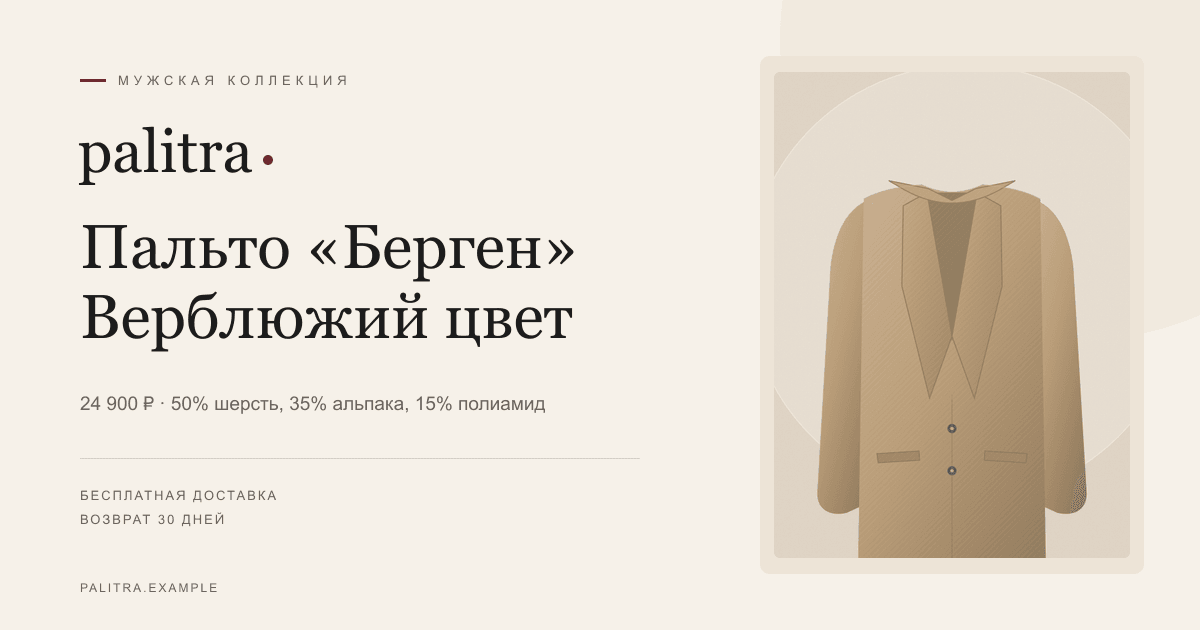 МУЖСКАЯ КОЛЛЕКЦИЯ
palitra
Пальто «Берген»
Верблюжий цвет
24 900 ₽ · 50% шерсть, 35% альпака, 15% полиамид
БЕСПЛАТНАЯ ДОСТАВКА
ВОЗВРАТ 30 ДНЕЙ
PALITRA.EXAMPLE